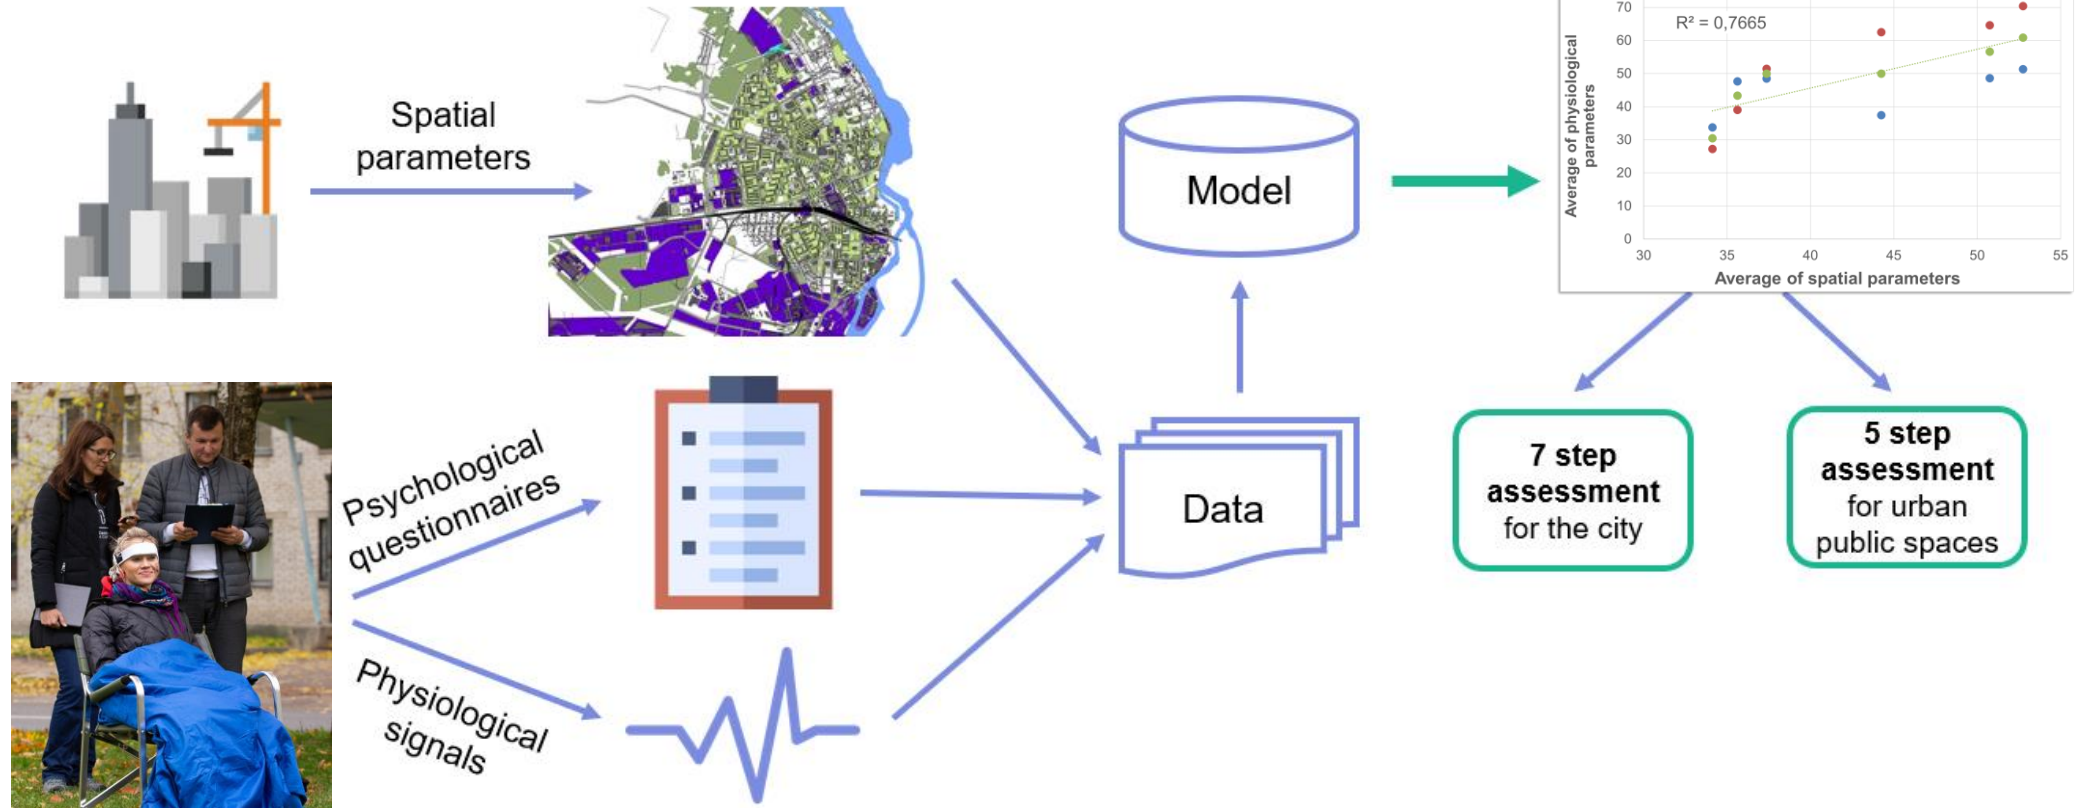 Spatial
parameters
Psychological
questionnaires
Physiological
signals
Data
Model
R² = 0,7665
Average of physiological
parameters
70
60
50
40
30
20
10
0
30 35 40 45 50 55
Average of spatial parameters
7 step
assessment
for the city
5 step
assessment
for urban
public spaces